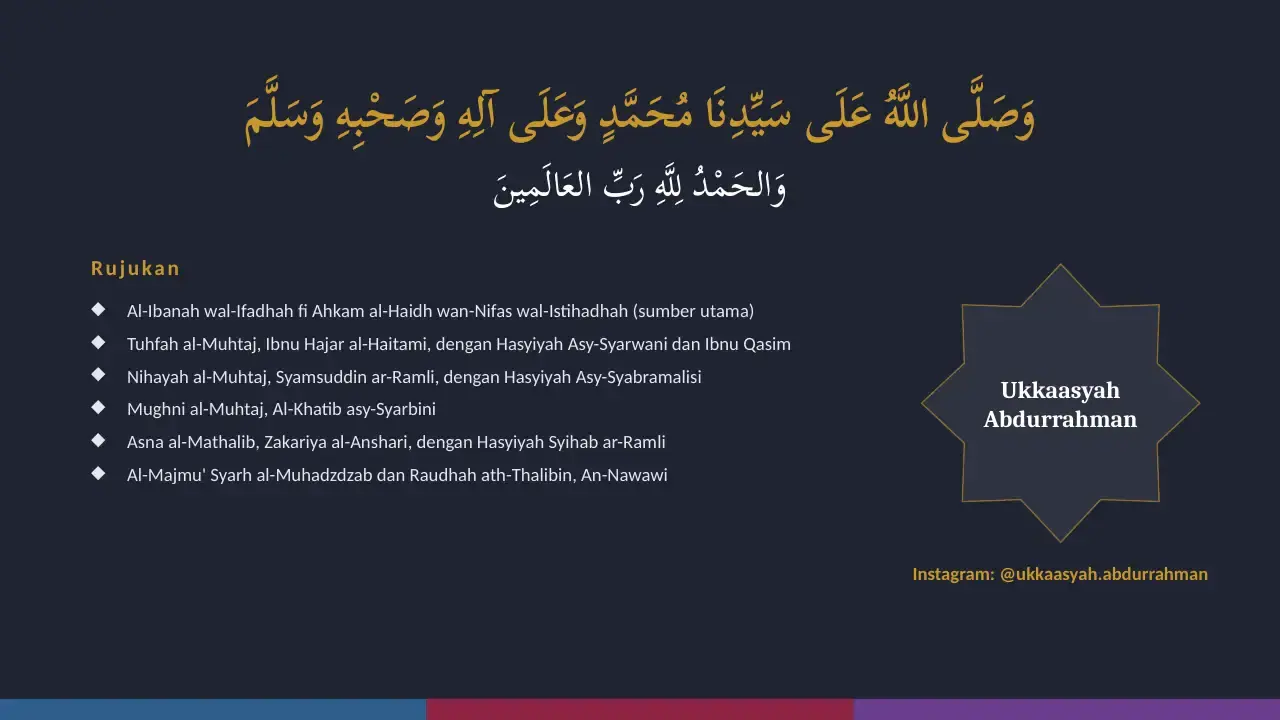 وَصَلَّى اللَّهُ عَلَى سَيِّدِنَا مُحَمَّدٍ وَعَلَى آلِهِ وَصَحْبِهِ وَسَلَّمَ
وَالحَمْدُ لِلَّهِ رَبِّ العَالَمِينَ
Rujukan
Al-Ibanah wal-Ifadhah fi Ahkam al-Haidh wan-Nifas wal-Istihadhah (sumber utama)
Tuhfah al-Muhtaj, Ibnu Hajar al-Haitami, dengan Hasyiyah Asy-Syarwani dan Ibnu Qasim
Nihayah al-Muhtaj, Syamsuddin ar-Ramli, dengan Hasyiyah Asy-Syabramalisi
Mughni al-Muhtaj, Al-Khatib asy-Syarbini
Asna al-Mathalib, Zakariya al-Anshari, dengan Hasyiyah Syihab ar-Ramli
Al-Majmu' Syarh al-Muhadzdzab dan Raudhah ath-Thalibin, An-Nawawi
Ukkaasyah
Abdurrahman
Instagram: @ukkaasyah.abdurrahman